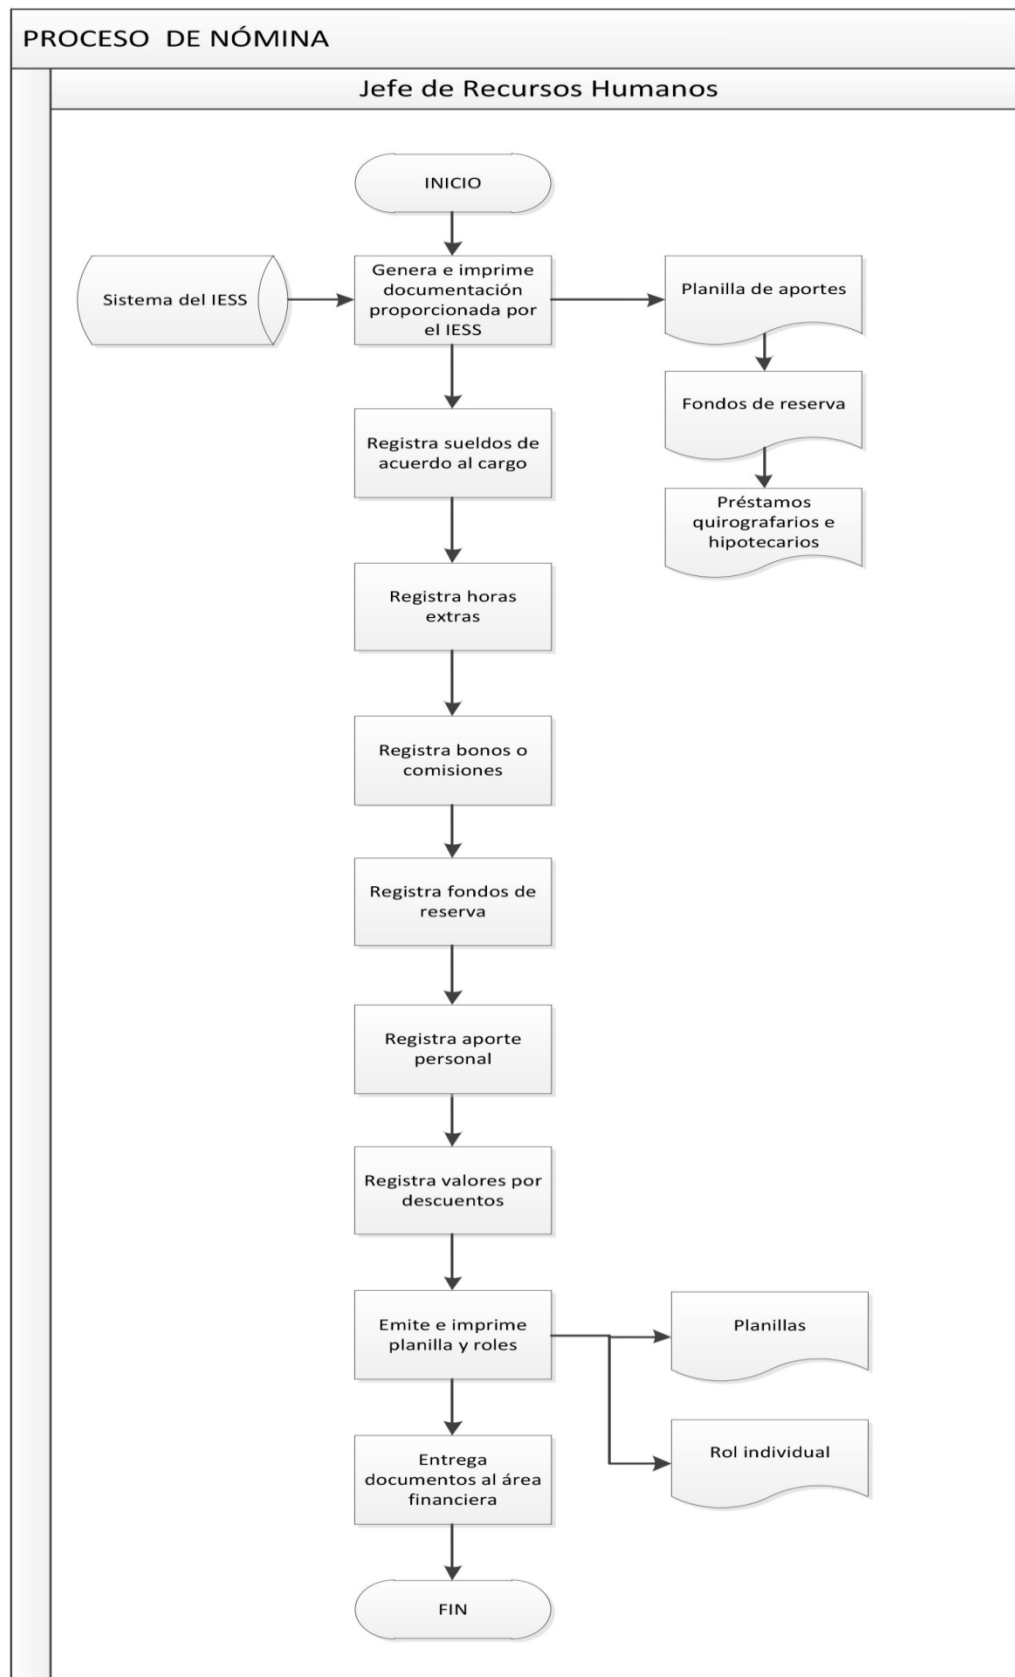 PROCESO DE NÓMINA
Jefe de Recursos Humanos
INICIO
Sistema del IESS
Genera e imprime
documentación
proporcionada por
el IESS
Planilla de aportes
Fondos de reserva
Préstamos
quirografarios e
hipotecarios
Registra sueldos de
acuerdo al cargo
Registra horas
extras
Registra bonos o
comisiones
Registra fondos de
reserva
Registra aporte
personal
Registra valores por
descuentos
Emite e imprime
planilla y roles
Planillas
Rol individual
Entrega
documentos al área
financiera
FIN